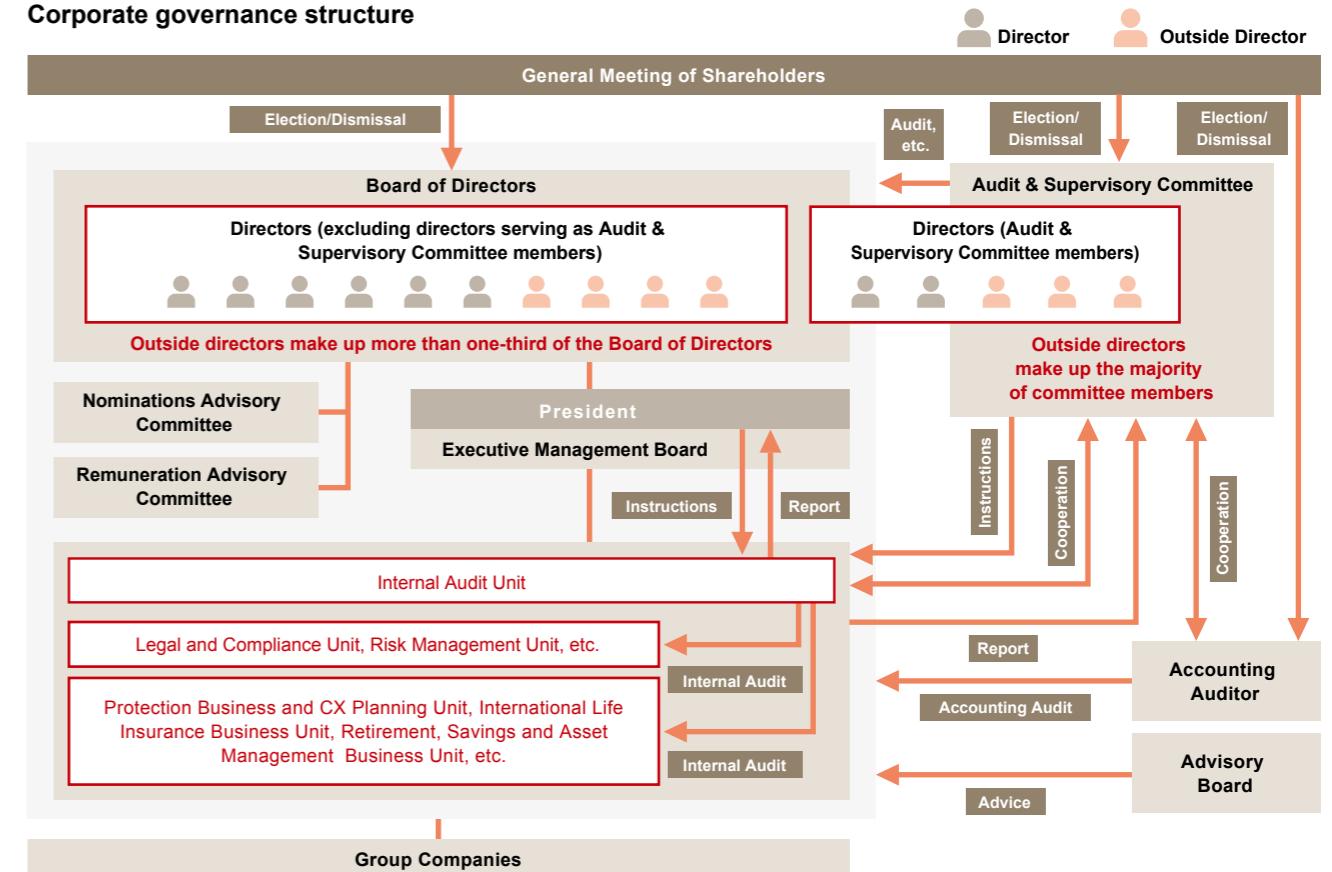 Corporate governance structure
Director
Outside Director
General Meeting of Shareholders
Election/Dismissal
Audit,
etc.
Election/
Dismissal
Election/
Dismissal
Board of Directors
Audit & Supervisory Committee
Directors (excluding directors serving as Audit &
Supervisory Committee members)
Directors (Audit &
Supervisory Committee members)
Outside directors make up more than one-third of the Board of Directors
Outside directors
make up the majority
of committee members
Nominations Advisory
Committee
Remuneration Advisory
Committee
President
Executive Management Board
Instructions
Report
Instructions
Cooperation
Cooperation
Internal Audit Unit
Legal and Compliance Unit, Risk Management Unit, etc.
Internal Audit
Protection Business and CX Planning Unit, International Life
Insurance Business Unit, Retirement, Savings and Asset
Management Business Unit, etc.
Internal Audit
Report
Accounting Audit
Accounting
Auditor
Advisory
Board
Advice
Group Companies